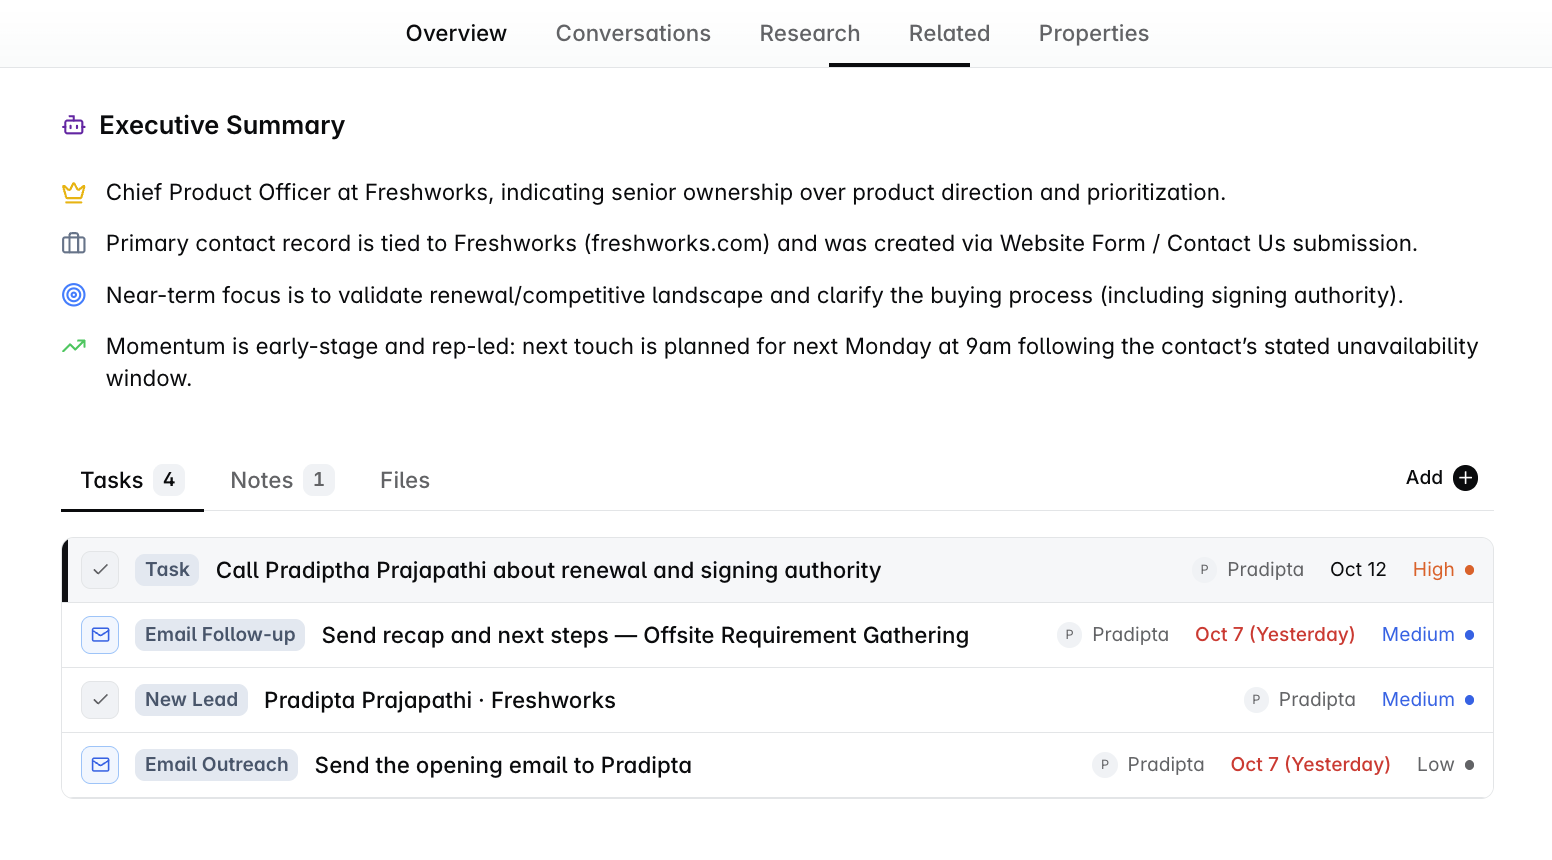 Overview Conversations Research Related Properties
Executive Summary
Chief Product Officer at Freshworks, indicating senior ownership over product direction and prioritization.
Primary contact record is tied to Freshworks (freshworks.com) and was created via Website Form / Contact Us submission.
Near-term focus is to validate renewal/competitive landscape and clarify the buying process (including signing authority).
Momentum is early-stage and rep-led: next touch is planned for next Monday at 9am following the contact’s stated unavailability
window.
Tasks 4 Notes 1 Files Add
Task Call Pradiptha Prajapathi about renewal and signing authority P Pradipta Oct 12 High
Email Follow-up Send recap and next steps — Offsite Requirement Gathering P Pradipta Oct 7 (Yesterday) Medium
New Lead Pradipta Prajapathi · Freshworks P Pradipta Medium
Email Outreach Send the opening email to Pradipta P Pradipta Oct 7 (Yesterday) Low